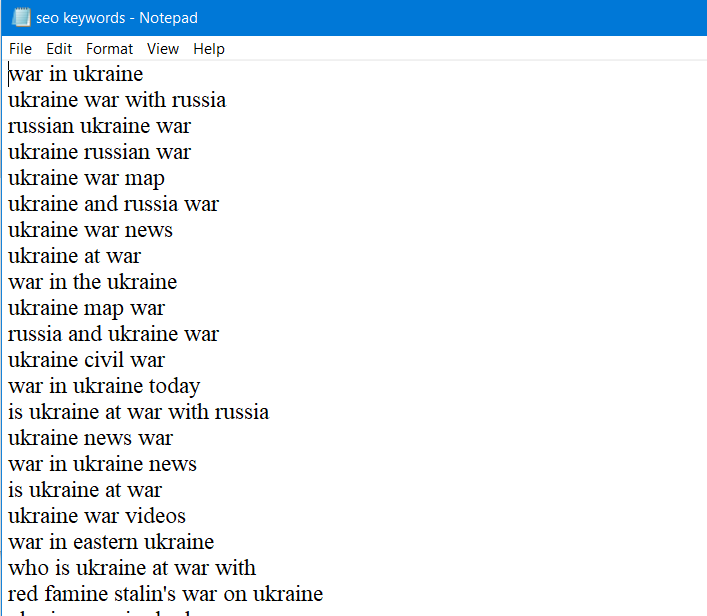 seo keywords - Notepad
File Edit Format View Help
war in ukraine
ukraine war with russia
russian ukraine war
ukraine russian war
ukraine war map
ukraine and russia war
ukraine war news
ukraine at war
war in the ukraine
ukraine map war
russia and ukraine war
ukraine civil war
war in ukraine today
is ukraine at war with russia
ukraine news war
war in ukraine news
is ukraine at war
ukraine war videos
war in eastern ukraine
who is ukraine at war with
red famine stalin's war on ukraine